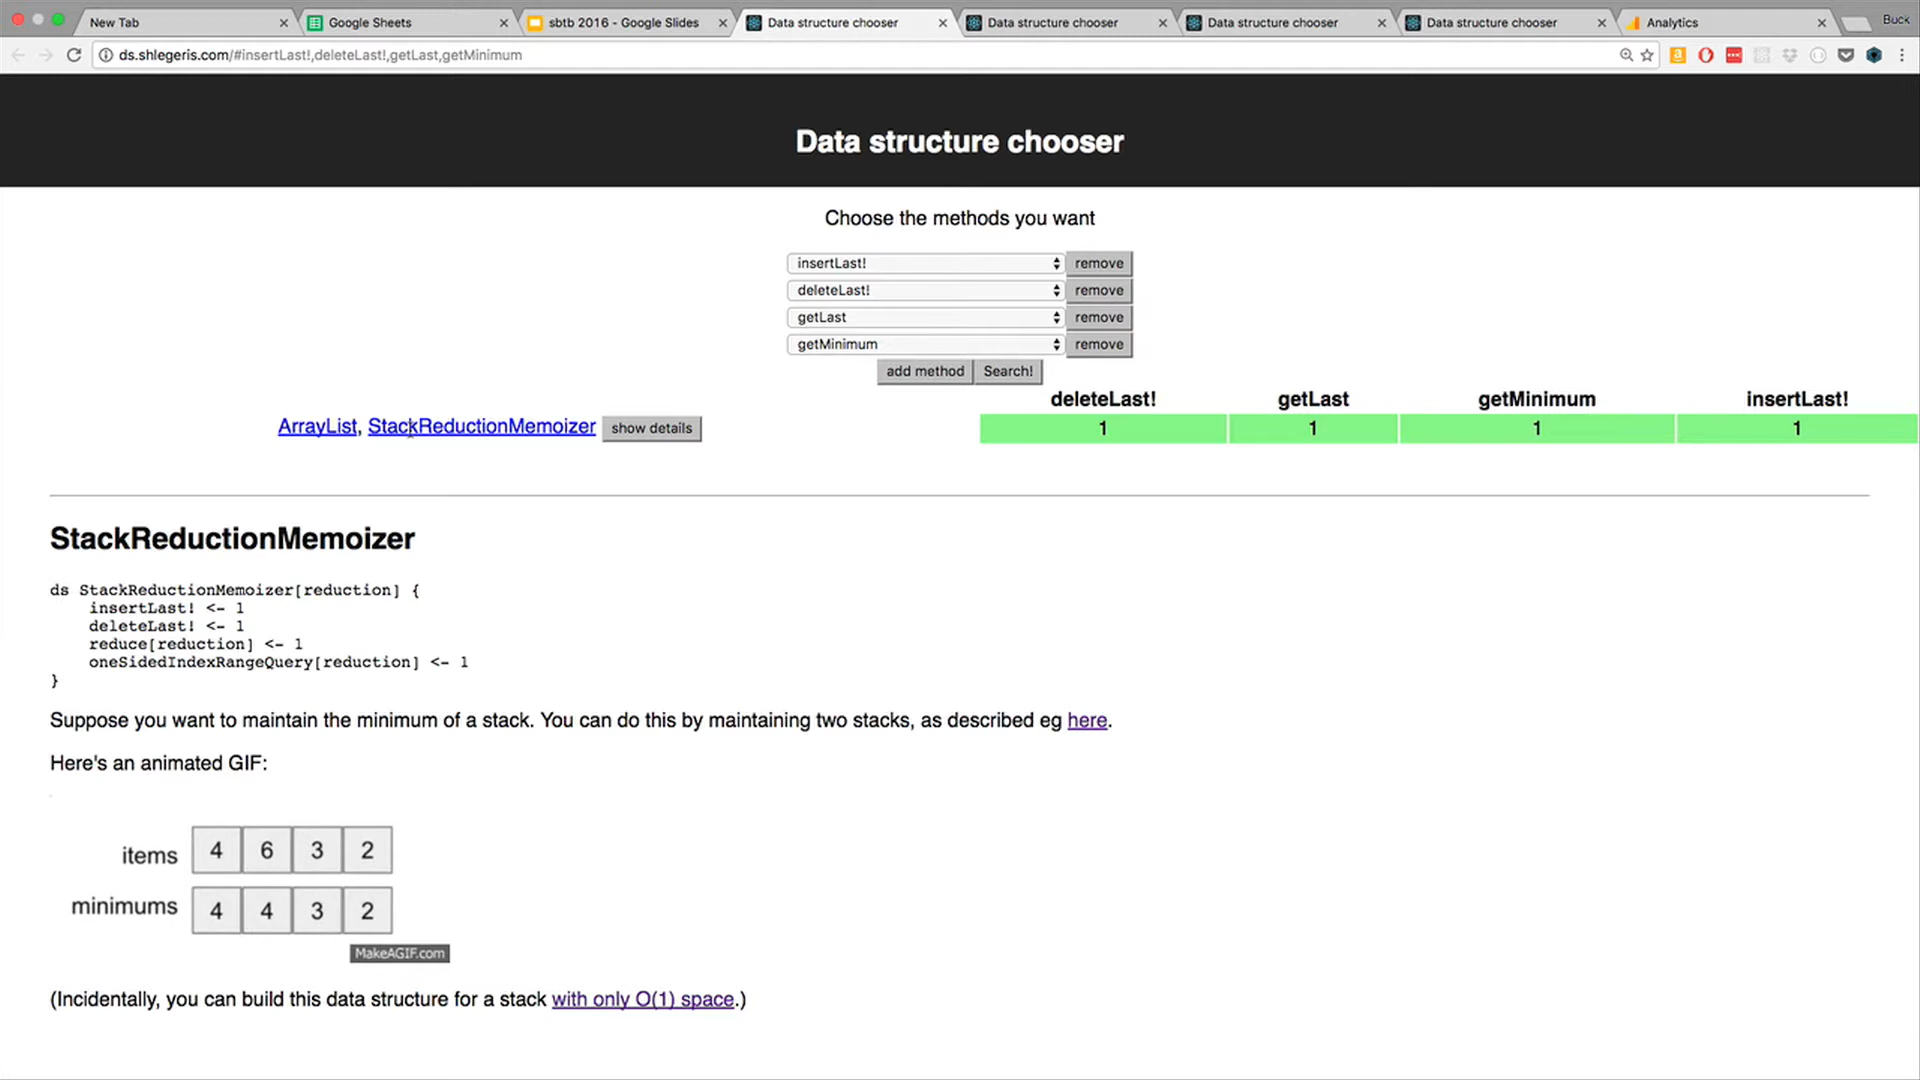 New Tab
Google Sheets
sbtb 2016 - Google Slides
Data structure chooser
Data structure chooser
Data structure chooser
Data structure chooser
Analytics
Buck
ds.shlegeris.com/#insertLast!,deleteLast!,getLast,getMinimum
Data structure chooser
Choose the methods you want
insertLast! remove
deleteLast! remove
getLast remove
getMinimum remove
add method Search!
deleteLast! getLast getMinimum insertLast!
ArrayList, StackReductionMemoizer show details 1 1 1 1
StackReductionMemoizer
ds StackReductionMemoizer[reduction] {
insertLast! <- 1
deleteLast! <- 1
reduce[reduction] <- 1
oneSidedIndexRangeQuery[reduction] <- 1
}
Suppose you want to maintain the minimum of a stack. You can do this by maintaining two stacks, as described eg here.
Here's an animated GIF:
items 4 6 3 2
minimums 4 4 3 2
MakeAGIF.com
(Incidentally, you can build this data structure for a stack with only O(1) space.)